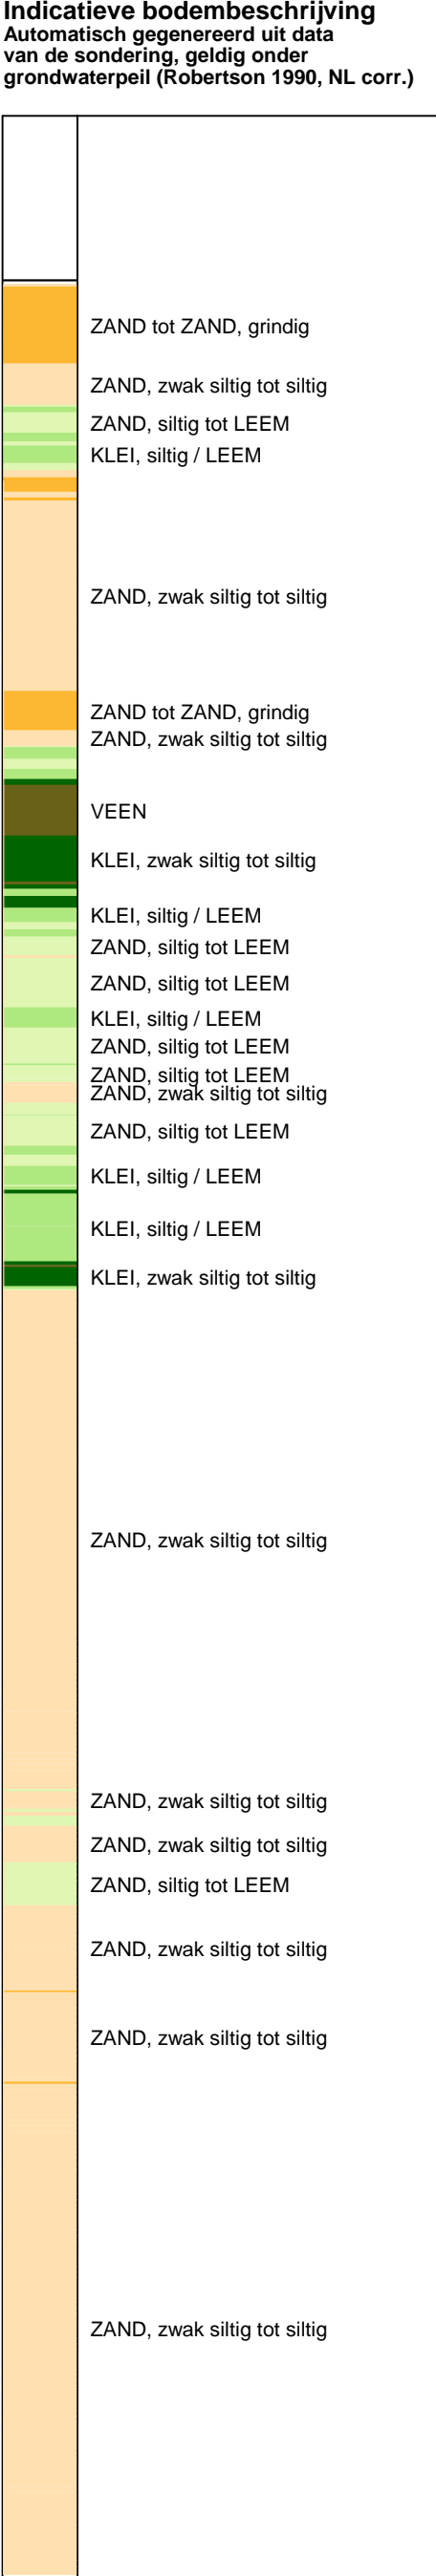 Indicatieve bodembeschrijving
Automatisch gegenereerd uit data
van de sondering, geldig onder
grondwaterpeil (Robertson 1990, NL corr.)
ZAND tot ZAND, grindig
ZAND, zwak siltig tot siltig
ZAND, siltig tot LEEM
KLEI, siltig / LEEM
ZAND, zwak siltig tot siltig
ZAND tot ZAND, grindig
ZAND, zwak siltig tot siltig
VEEN
KLEI, zwak siltig tot siltig
KLEI, siltig / LEEM
ZAND, siltig tot LEEM
ZAND, siltig tot LEEM
KLEI, siltig / LEEM
ZAND, siltig tot LEEM
ZAND, siltig tot LEEM
ZAND, zwak siltig tot siltig
ZAND, siltig tot LEEM
KLEI, siltig / LEEM
KLEI, siltig / LEEM
KLEI, zwak siltig tot siltig
ZAND, zwak siltig tot siltig
ZAND, zwak siltig tot siltig
ZAND, zwak siltig tot siltig
ZAND, siltig tot LEEM
ZAND, zwak siltig tot siltig
ZAND, zwak siltig tot siltig
ZAND, zwak siltig tot siltig